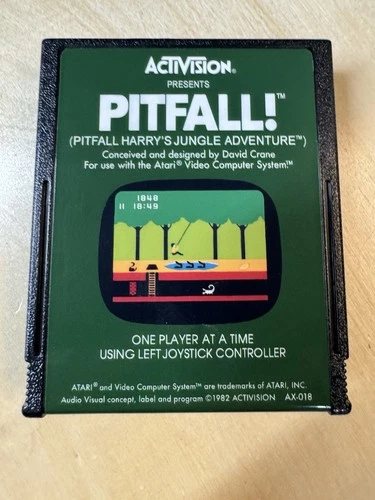 ACTIVISION®
PRESENTS
PITFALL!™
(PITFALL HARRY'S JUNGLE ADVENTURE™)
Conceived and designed by David Crane
For use with the Atari® Video Computer System™
1848
II 18:49
ONE PLAYER AT A TIME
USING LEFT JOYSTICK CONTROLLER
ATARI® and Video Computer System™ are trademarks of ATARI, INC.
Audio Visual concept, label and program ©1982 ACTIVISION AX-018